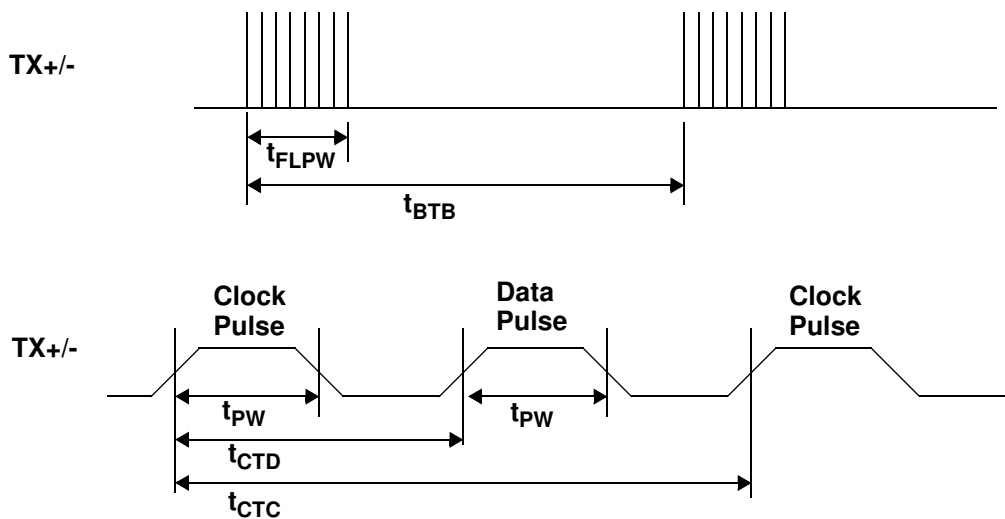 TX+/-
tFLPW
tBTB
Clock
Pulse
Data
Pulse
Clock
Pulse
TX+/-
tPW
tPW
tCTD
tCTC